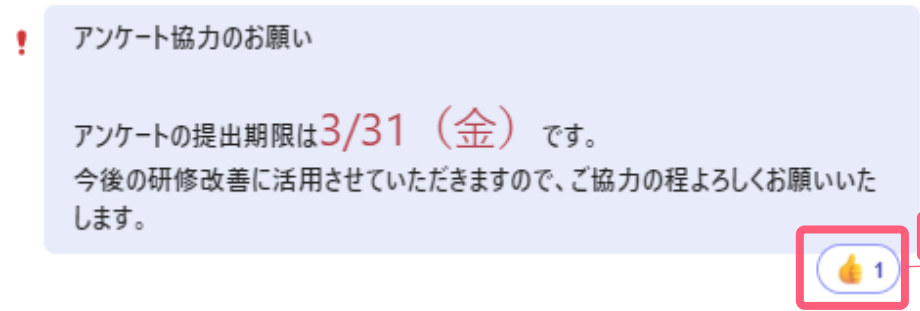 アンケート協力のお願い
アンケートの提出期限は3/31（金）です。
今後の研修改善に活用させていただきますので、ご協力の程よろしくお願いいた
します。
1